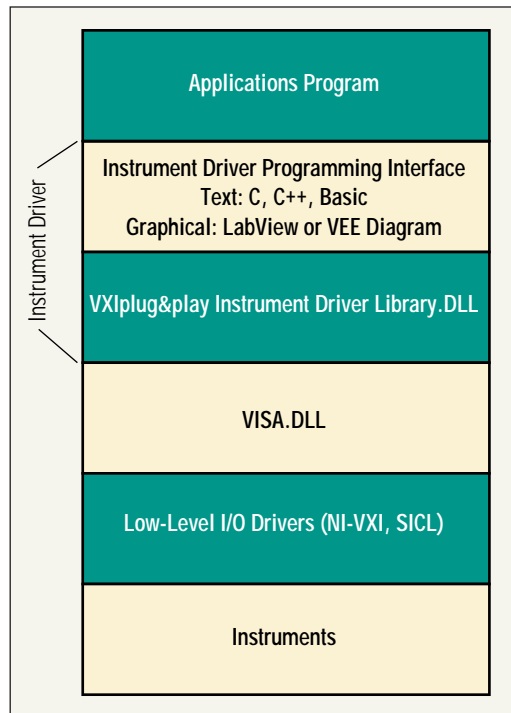 Applications Program
Instrument Driver
Instrument Driver Programming Interface
Text: C, C++, Basic
Graphical: LabView or VEE Diagram
VXIplug&play Instrument Driver Library.DLL
VISA.DLL
Low-Level I/O Drivers (NI-VXI, SICL)
Instruments